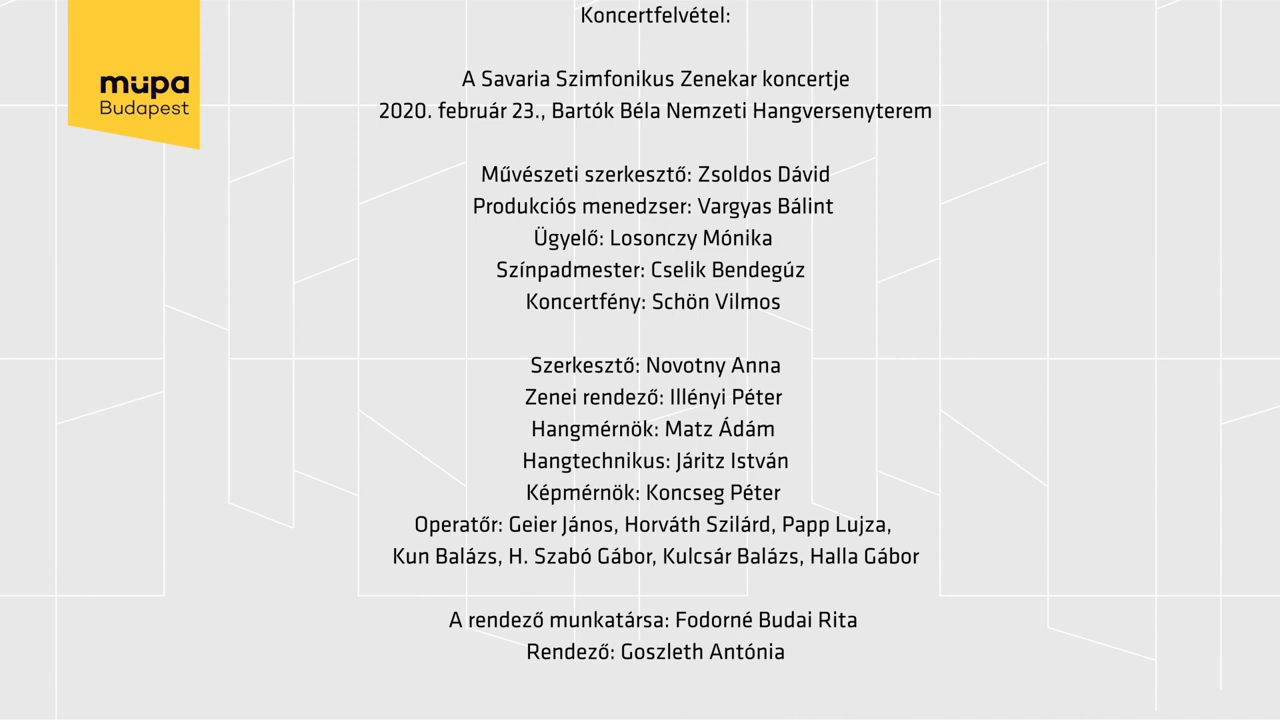 müpa
Budapest
Koncertfelvétel:
A Savaria Szimfonikus Zenekar koncertje
2020. február 23., Bartók Béla Nemzeti Hangversenyterem
Művészeti szerkesztő: Zsoldos Dávid
Produkciós menedzser: Vargyas Bálint
Ügyelő: Losonczy Mónika
Színpadmester: Cselik Bendegúz
Koncertfény: Schön Vilmos
Szerkesztő: Novotny Anna
Zenei rendező: Illényi Péter
Hangmérnök: Matz Ádám
Hangtechnikus: Járitz István
Képmérnök: Koncseg Péter
Operatőr: Geier János, Horváth Szilárd, Papp Lujza,
Kun Balázs, H. Szabó Gábor, Kulcsár Balázs, Halla Gábor
A rendező munkatársa: Fodorné Budai Rita
Rendező: Goszleth Antónia